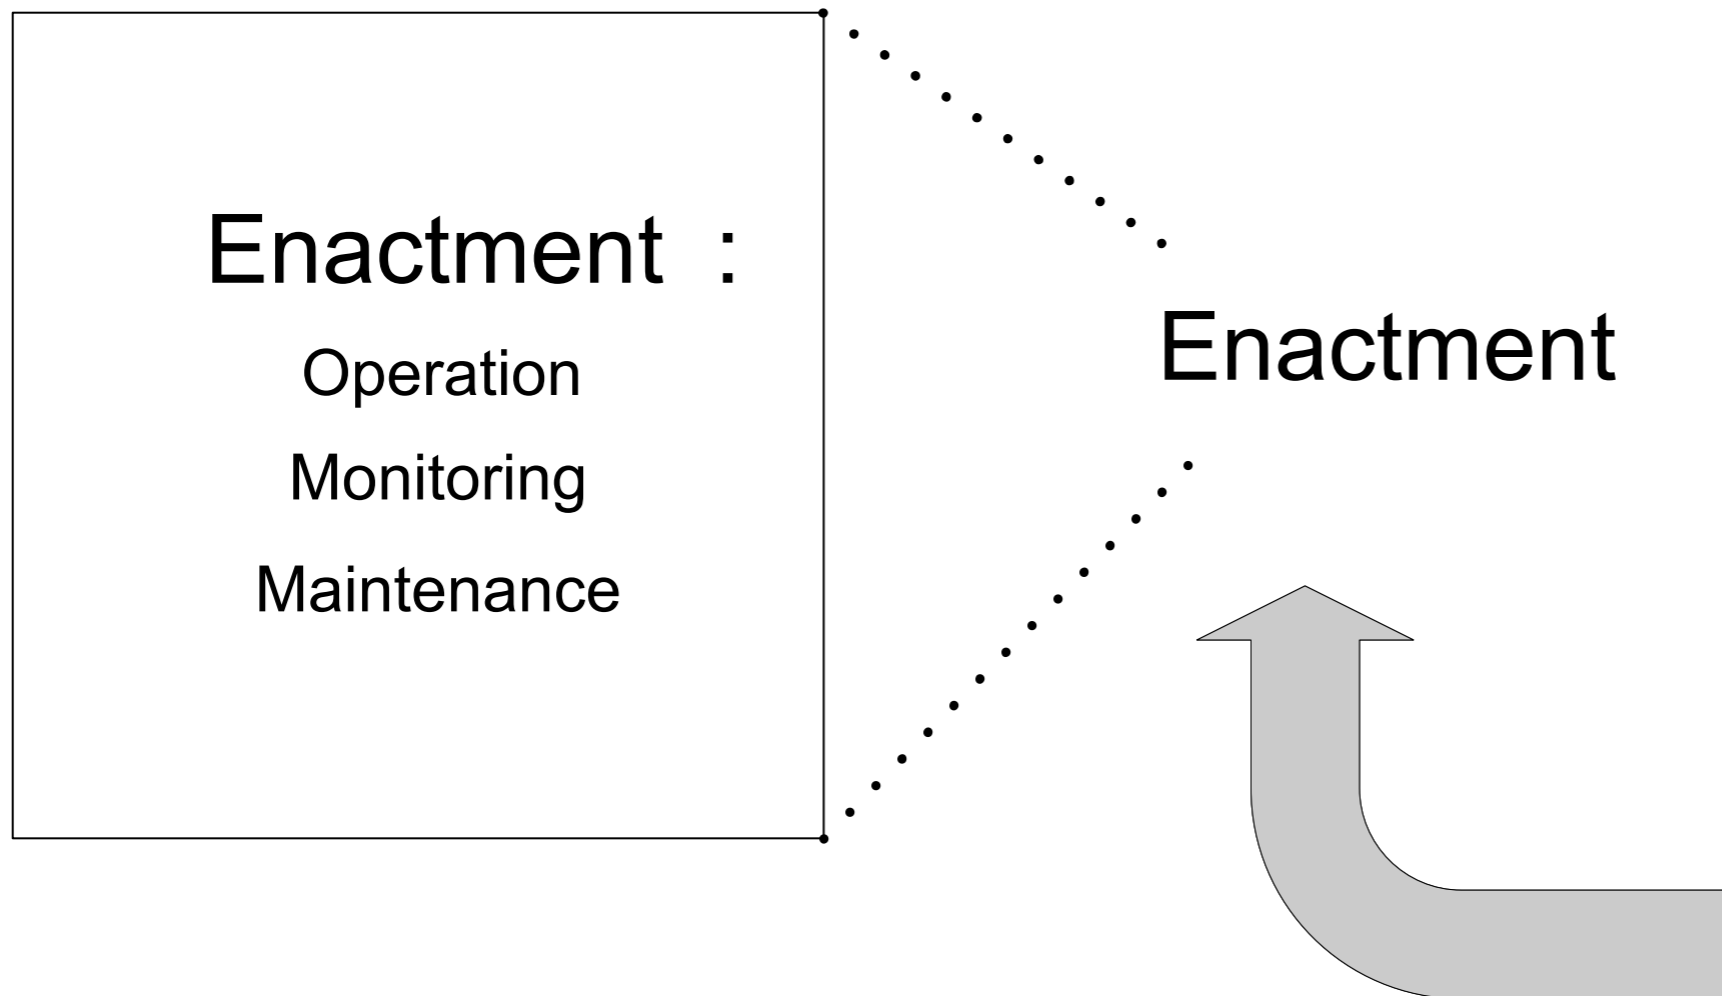 Enactment :
Operation
Monitoring
Maintenance
Enactment